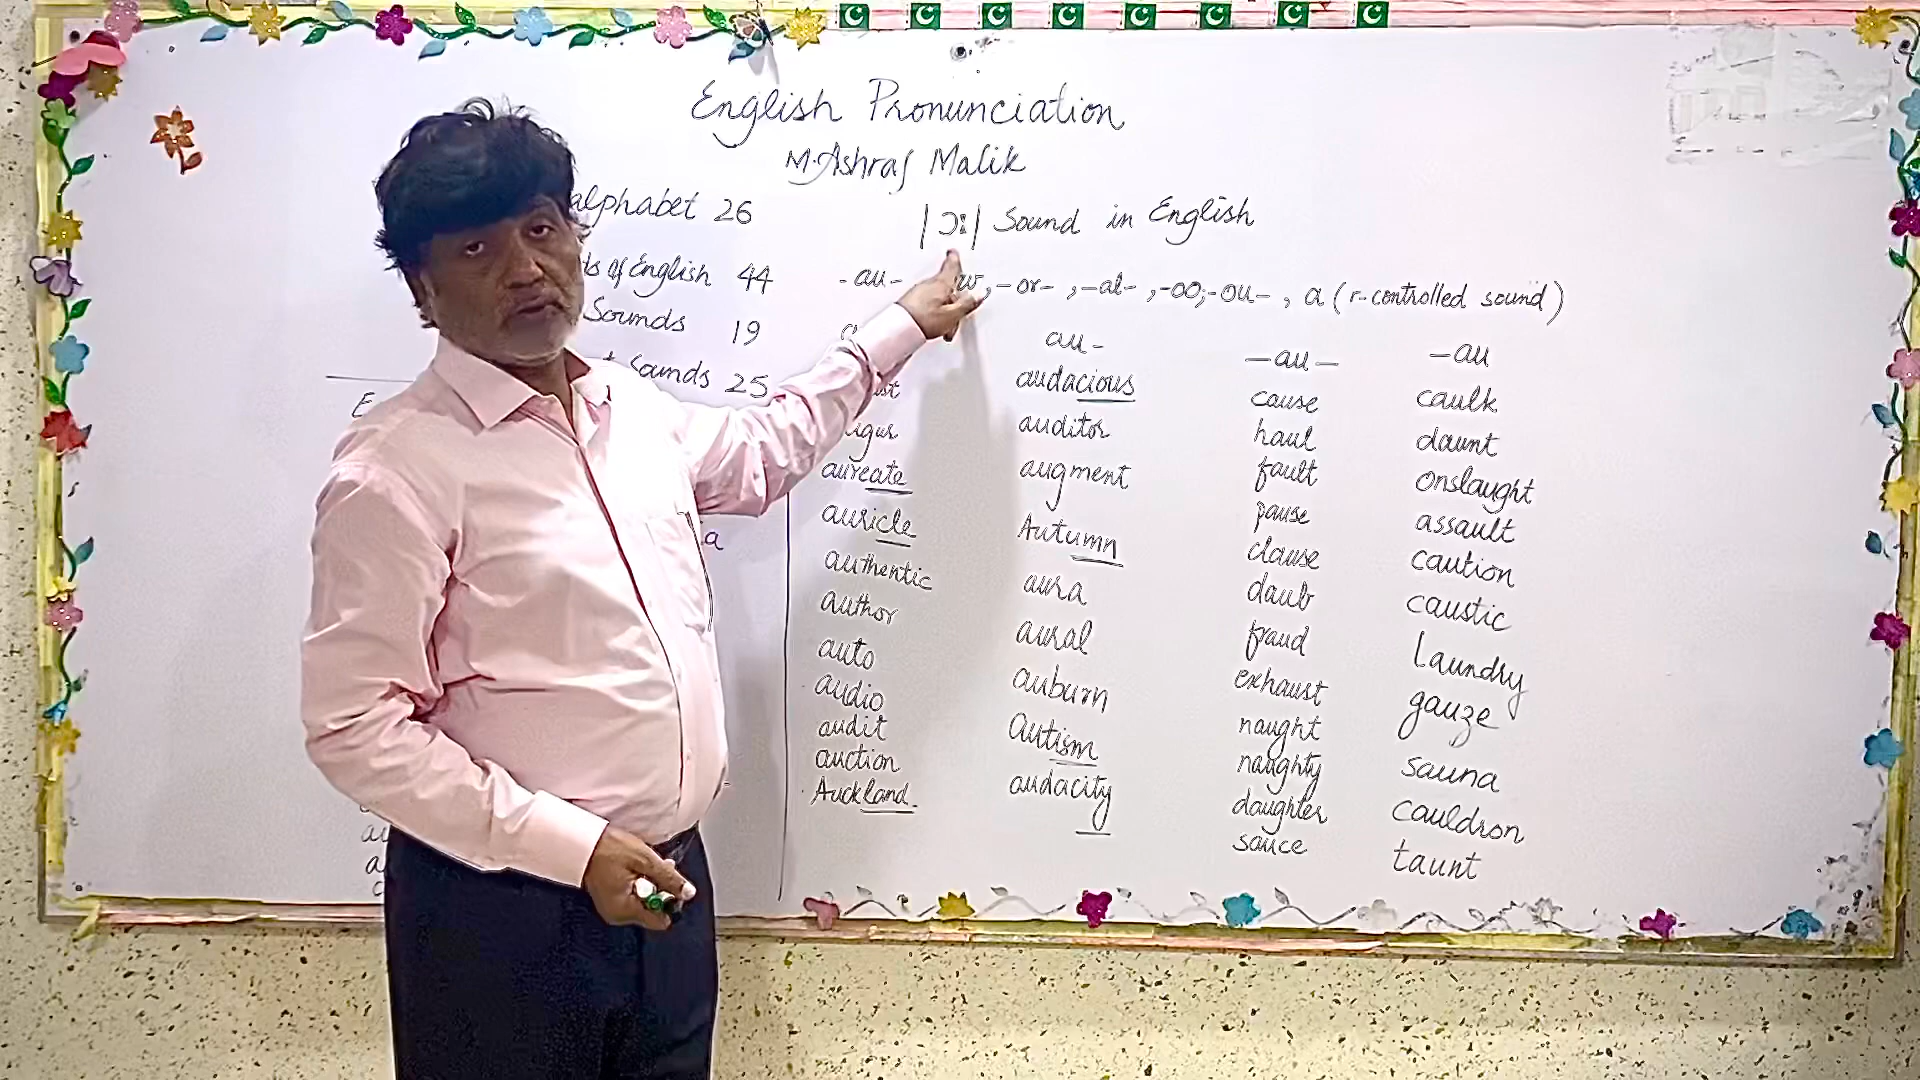 English Pronunciation
M. Ashraf Malik
alphabet 26
of English 44
Sounds 19
Sounds 25
E
a
|ɔː| Sound in English
-au- w, -or-, -al-, -oo-, -ou-, a (r-controlled sound)
aureate
auricle
authentic
author
auto
audio
audit
auction
Auckland
au-
audacious
auditor
augment
Autumn
aura
aural
auburn
Autism
audacity
-au-
cause
haul
fault
pause
clause
daub
fraud
exhaust
naught
naughty
daughter
sauce
-au
caulk
daunt
onslaught
assault
caution
caustic
Laundry
gauze
sauna
cauldron
taunt